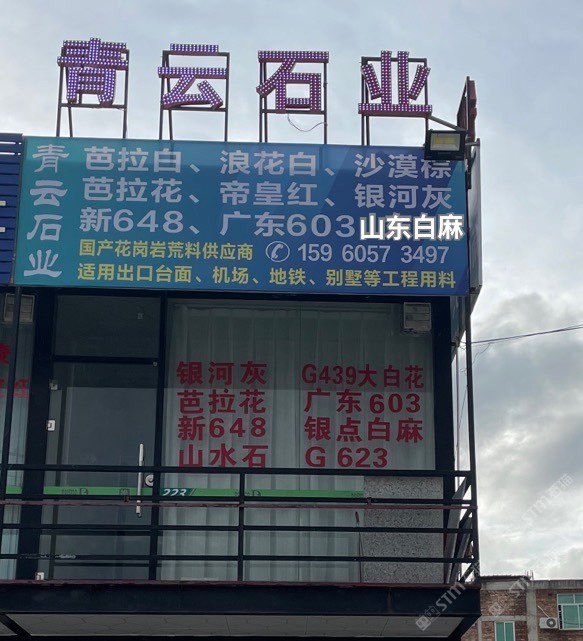 青云石业
青云石业
芭拉白、浪花白、沙漠棕
芭拉花、帝皇红、银河灰
新648、广东603山东白麻
国产花岗岩荒料供应商 15960573497
适用出口台面、机场、地铁、别墅等工程用料
银河灰 G439大白花
芭拉花 广东603
新648 银点白麻
山水石 G623
223